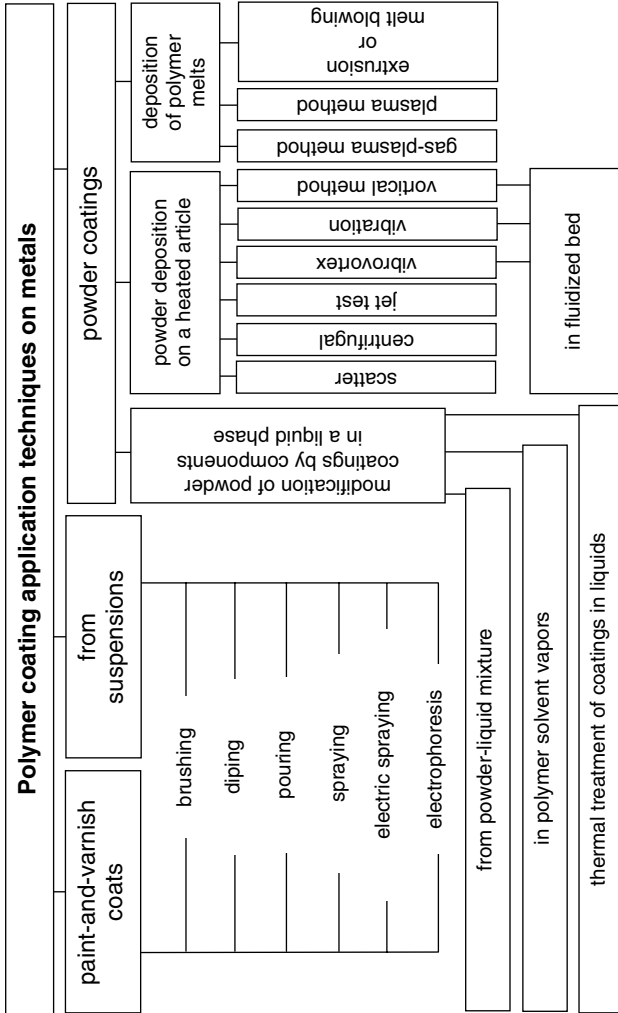 Polymer coating application techniques on metals
paint-and-varnish
coats
from
suspensions
powder coatings
brushing
diping
pouring
spraying
electric spraying
electrophoresis
modification of powder
coatings by components
in a liquid phase
powder deposition
on a heated article
deposition
of polymer
melts
scatter
centrifugal
jet test
vibrovortex
vibration
vortical method
gas-plasma method
plasma method
extrusion
or
melt blowing
from powder-liquid mixture
in polymer solvent vapors
thermal treatment of coatings in liquids
in fluidized bed